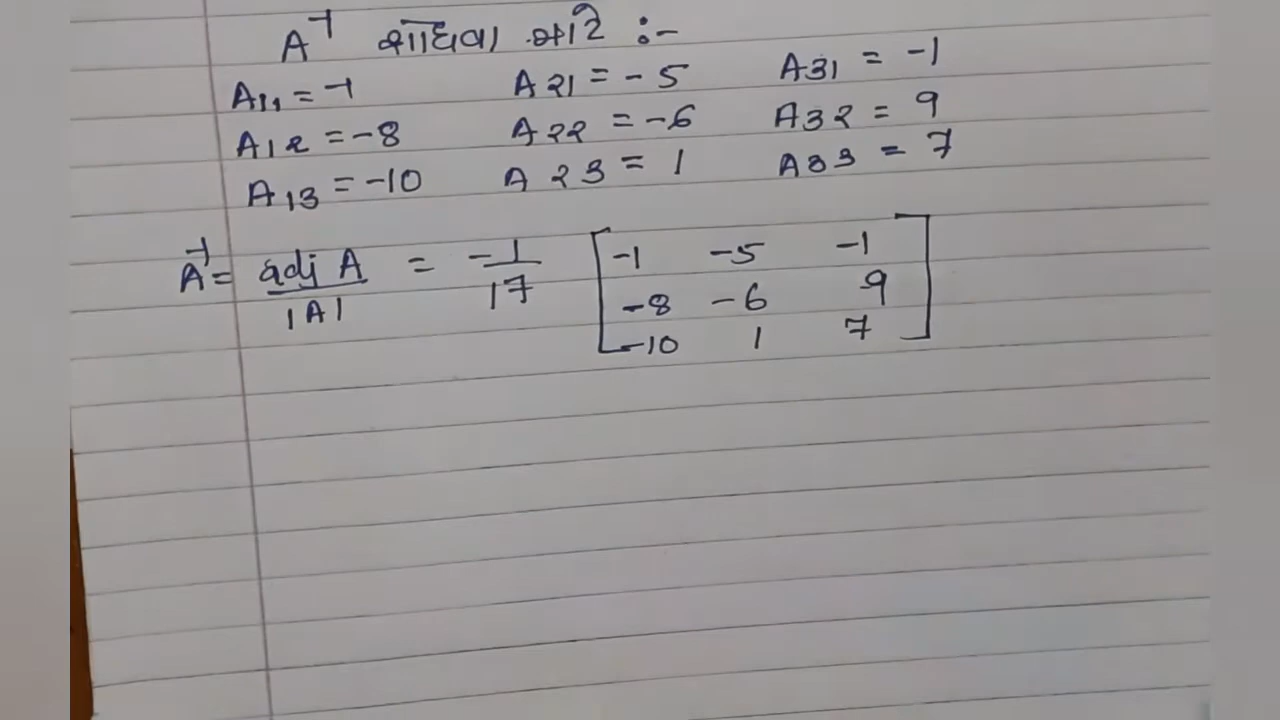 A⁻¹ શોધવા માટે :-
A11 = -1 A21 = -5 A31 = -1
A12 = -8 A22 = -6 A32 = 9
A13 = -10 A23 = 1 A33 = 7
A⁻¹ = adj A / |A| = -1/17 [ -1 -5 -1
-8 -6 9
-10 1 7 ]